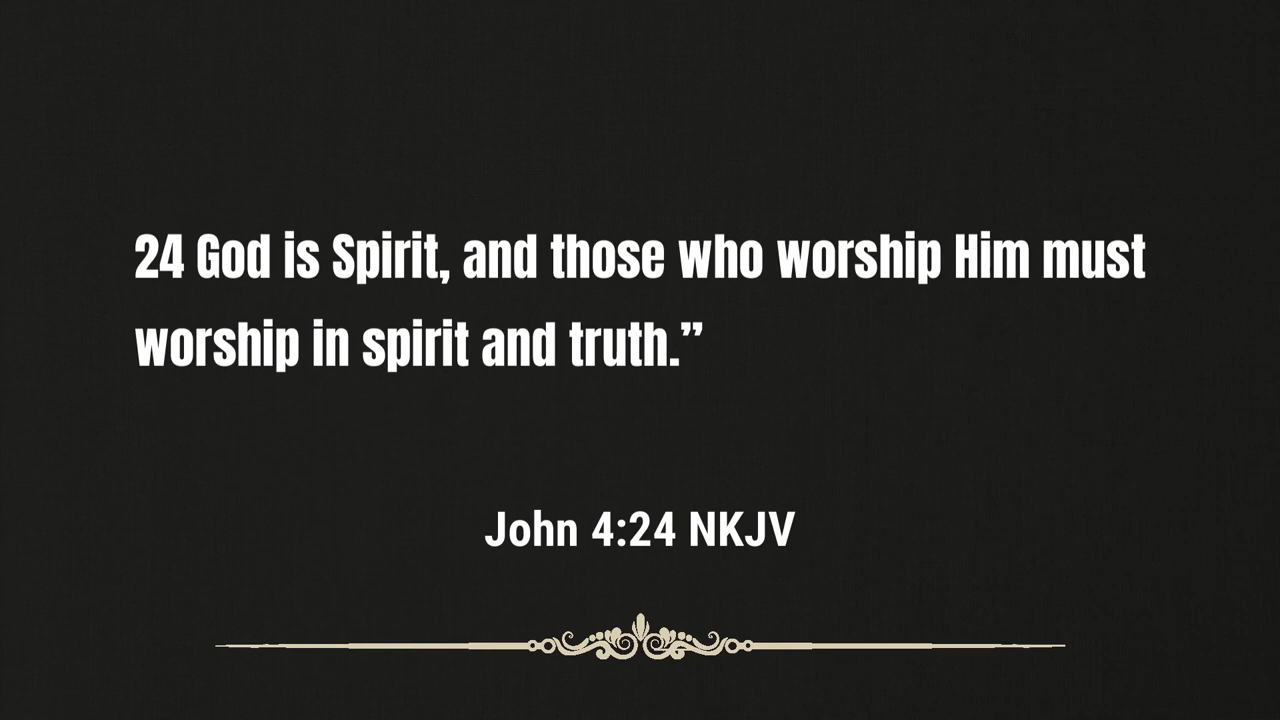 24 God is Spirit, and those who worship Him must
worship in spirit and truth.”
John 4:24 NKJV